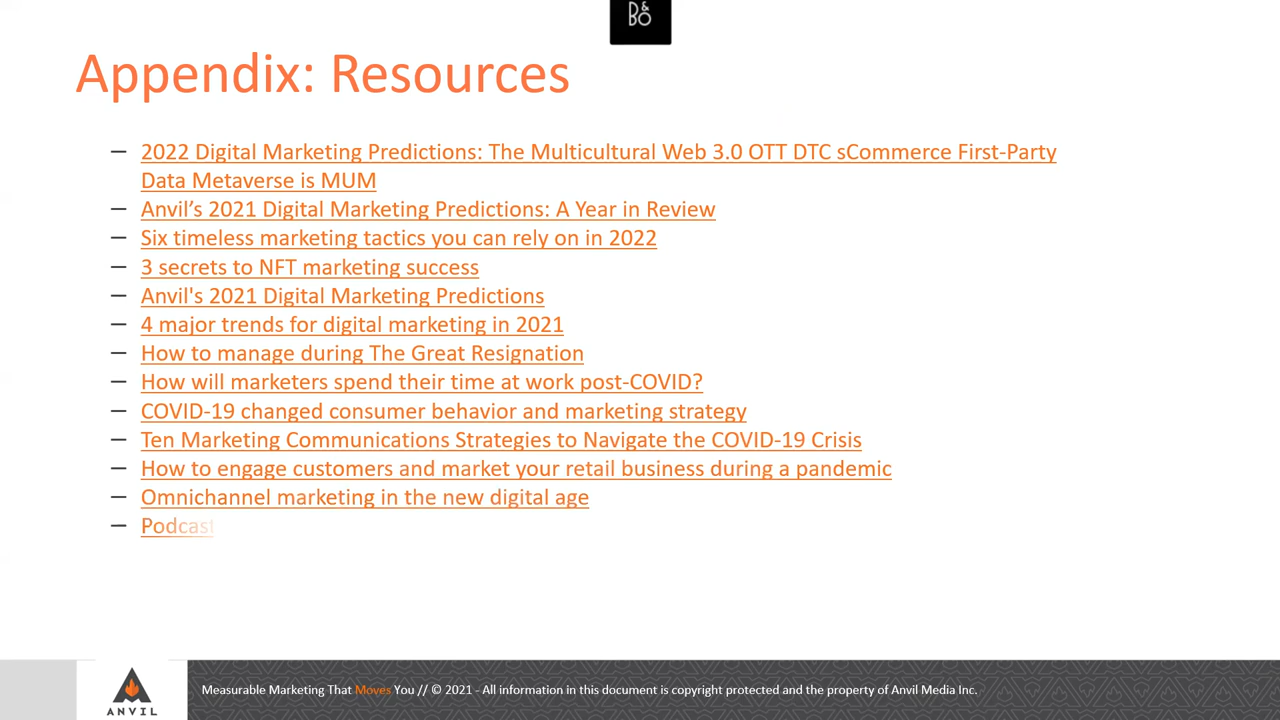 B&
BO
Appendix: Resources
– 2022 Digital Marketing Predictions: The Multicultural Web 3.0 OTT DTC sCommerce First-Party
Data Metaverse is MUM
– Anvil’s 2021 Digital Marketing Predictions: A Year in Review
– Six timeless marketing tactics you can rely on in 2022
– 3 secrets to NFT marketing success
– Anvil's 2021 Digital Marketing Predictions
– 4 major trends for digital marketing in 2021
– How to manage during The Great Resignation
– How will marketers spend their time at work post-COVID?
– COVID-19 changed consumer behavior and marketing strategy
– Ten Marketing Communications Strategies to Navigate the COVID-19 Crisis
– How to engage customers and market your retail business during a pandemic
– Omnichannel marketing in the new digital age
– Podcast
ANVIL
Measurable Marketing That Moves You // © 2021 - All information in this document is copyright protected and the property of Anvil Media Inc.